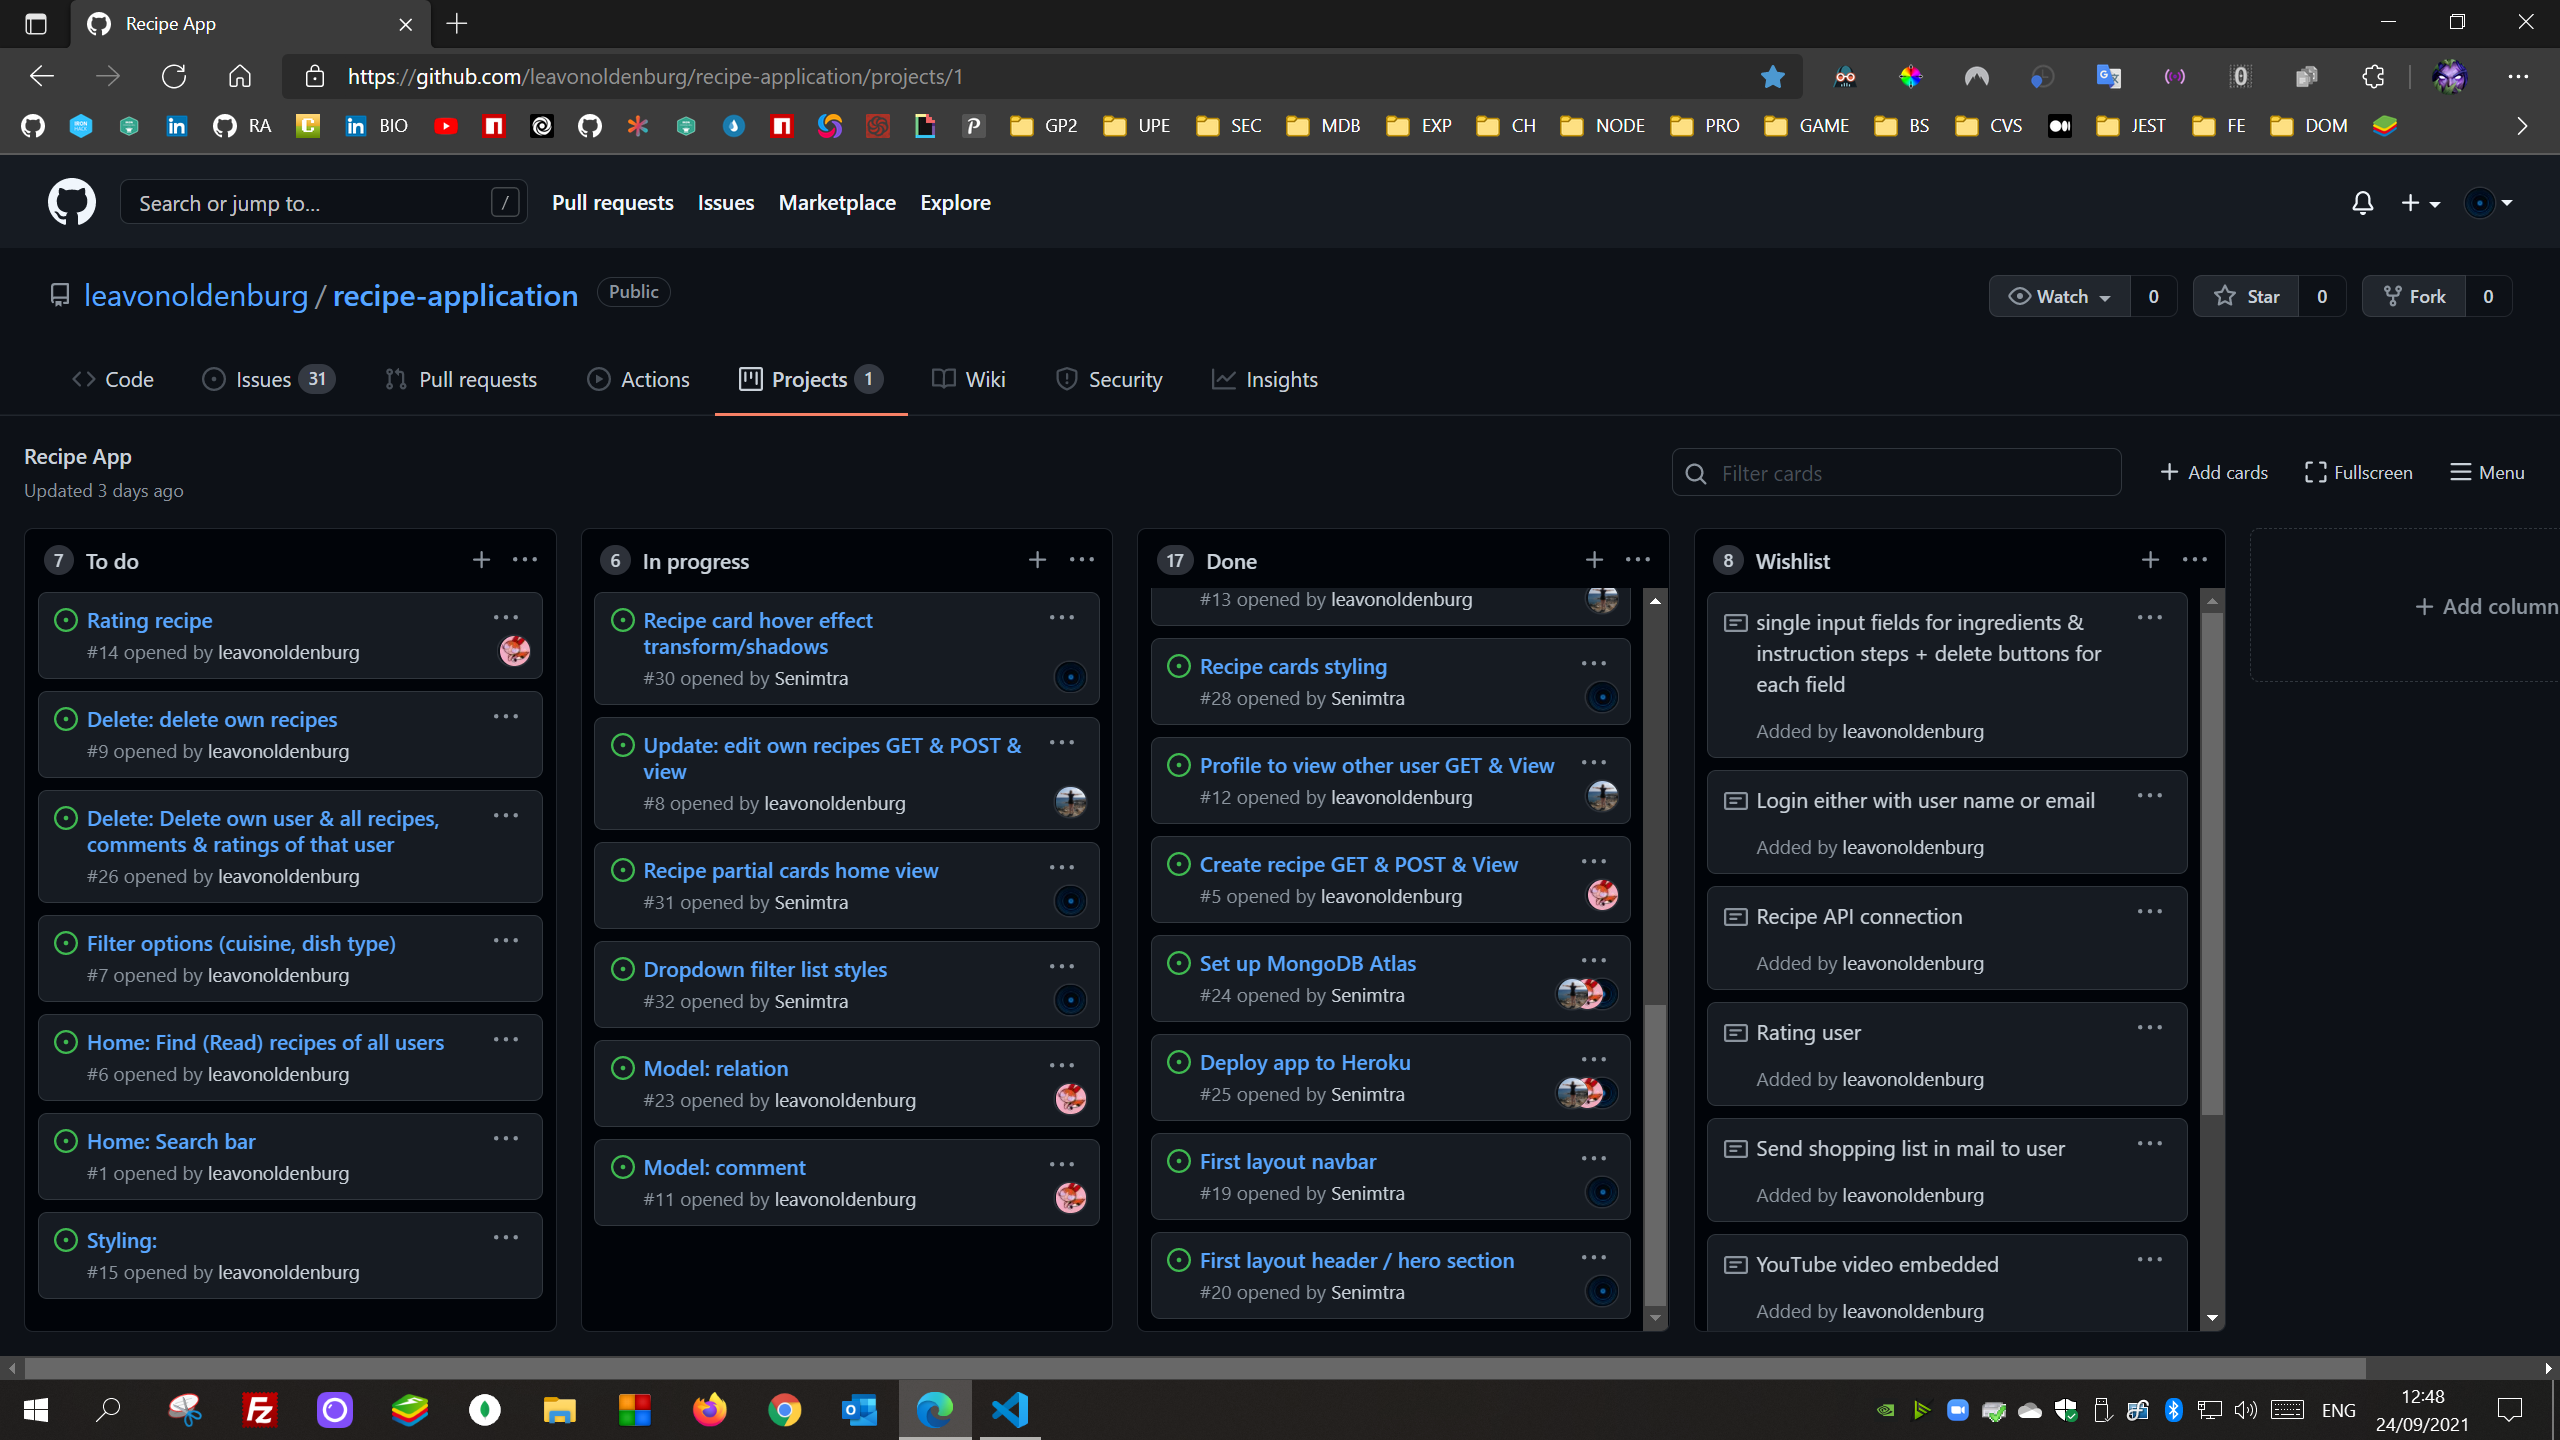 Recipe App
https://github.com/leavonoldenburg/recipe-application/projects/1
RA
BIO
GP2
UPE
SEC
MDB
EXP
CH
NODE
PRO
GAME
BS
CVS
JEST
FE
DOM
Search or jump to... /
Pull requests
Issues
Marketplace
Explore
leavonoldenburg / recipe-application Public
Watch 0
Star 0
Fork 0
Code
Issues 31
Pull requests
Actions
Projects 1
Wiki
Security
Insights
Recipe App
Updated 3 days ago
Filter cards
Add cards
Fullscreen
Menu
7 To do
Rating recipe
#14 opened by leavonoldenburg
Delete: delete own recipes
#9 opened by leavonoldenburg
Delete: Delete own user & all recipes,
comments & ratings of that user
#26 opened by leavonoldenburg
Filter options (cuisine, dish type)
#7 opened by leavonoldenburg
Home: Find (Read) recipes of all users
#6 opened by leavonoldenburg
Home: Search bar
#1 opened by leavonoldenburg
Styling:
#15 opened by leavonoldenburg
6 In progress
Recipe card hover effect
transform/shadows
#30 opened by Senimtra
Update: edit own recipes GET & POST &
view
#8 opened by leavonoldenburg
Recipe partial cards home view
#31 opened by Senimtra
Dropdown filter list styles
#32 opened by Senimtra
Model: relation
#23 opened by leavonoldenburg
Model: comment
#11 opened by leavonoldenburg
17 Done
#13 opened by leavonoldenburg
Recipe cards styling
#28 opened by Senimtra
Profile to view other user GET & View
#12 opened by leavonoldenburg
Create recipe GET & POST & View
#5 opened by leavonoldenburg
Set up MongoDB Atlas
#24 opened by Senimtra
Deploy app to Heroku
#25 opened by Senimtra
First layout navbar
#19 opened by Senimtra
First layout header / hero section
#20 opened by Senimtra
8 Wishlist
single input fields for ingredients &
instruction steps + delete buttons for
each field
Added by leavonoldenburg
Login either with user name or email
Added by leavonoldenburg
Recipe API connection
Added by leavonoldenburg
Rating user
Added by leavonoldenburg
Send shopping list in mail to user
Added by leavonoldenburg
YouTube video embedded
Added by leavonoldenburg
Add column
ENG
12:48
24/09/2021